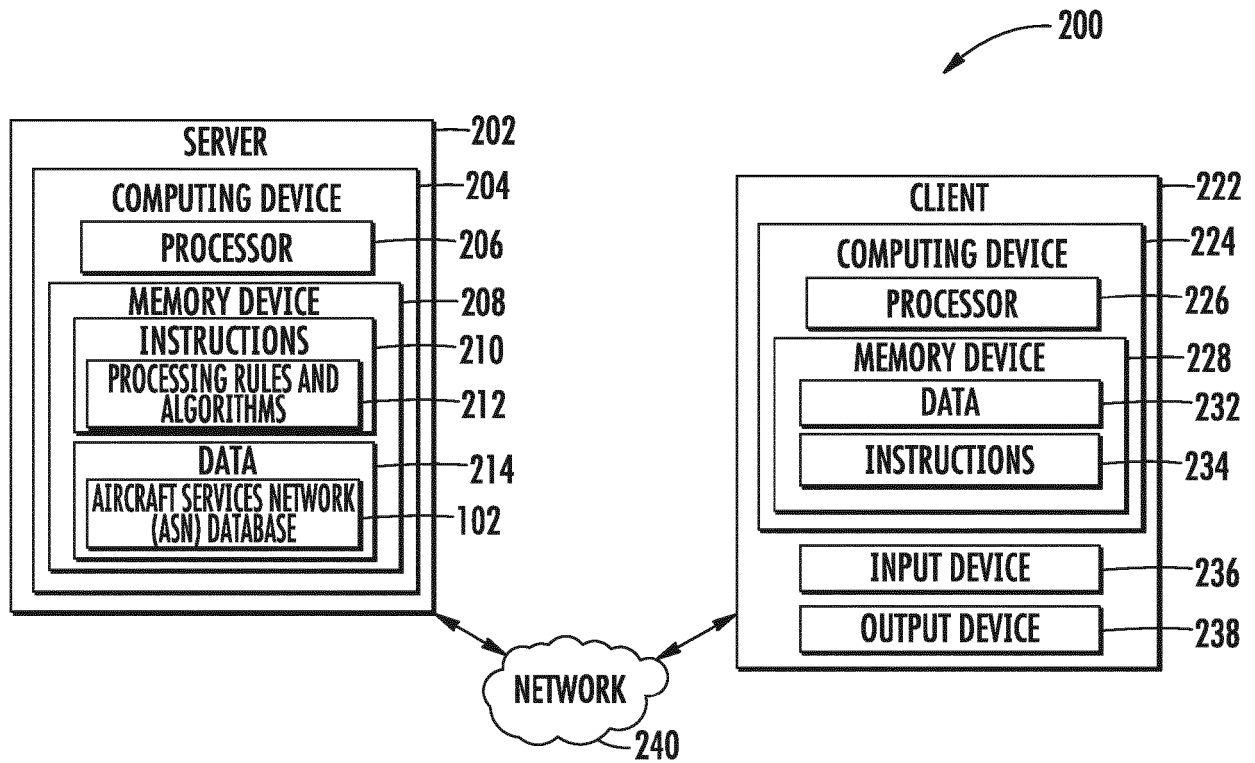 200
SERVER
202
COMPUTING DEVICE
204
PROCESSOR
206
MEMORY DEVICE
208
INSTRUCTIONS
210
PROCESSING RULES AND
ALGORITHMS
212
DATA
214
AIRCRAFT SERVICES NETWORK
(ASN) DATABASE
102
CLIENT
222
COMPUTING DEVICE
224
PROCESSOR
226
MEMORY DEVICE
228
DATA
232
INSTRUCTIONS
234
INPUT DEVICE
236
OUTPUT DEVICE
238
NETWORK
240